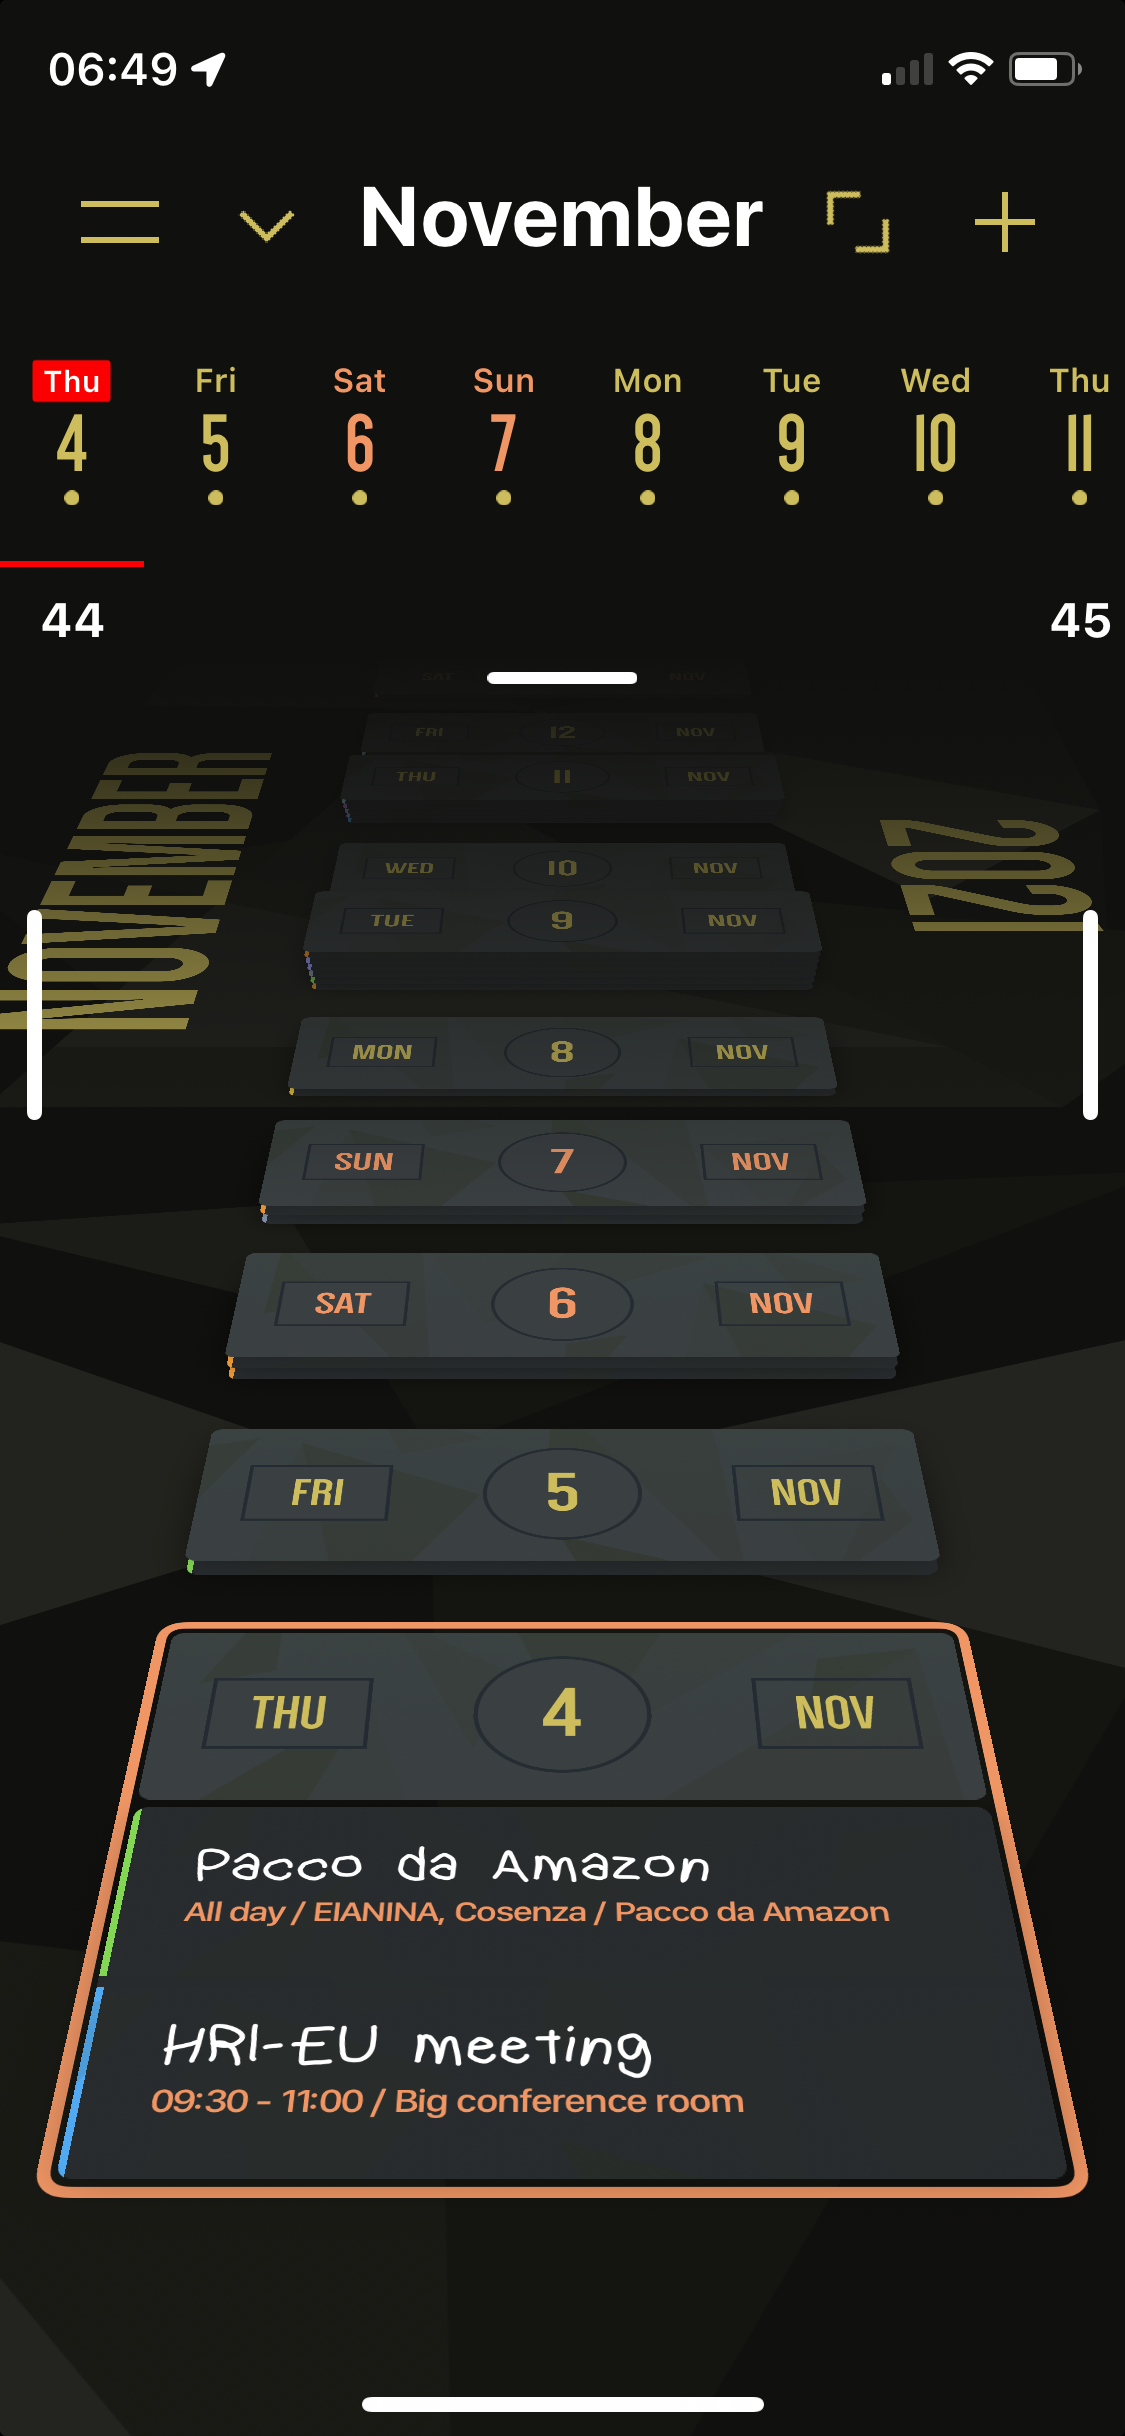 06:49
November
Thu Fri Sat Sun Mon Tue Wed Thu
4 5 6 7 8 9 10 11
44 45
SAT NOV
FRI 12 NOV
THU 11 NOV
NOVEMBER
2021
WED 10 NOV
TUE 9 NOV
MON 8 NOV
SUN 7 NOV
SAT 6 NOV
FRI 5 NOV
THU 4 NOV
Pacco da Amazon
All day / EIANINA, Cosenza / Pacco da Amazon
HRI-EU meeting
09:30 - 11:00 / Big conference room